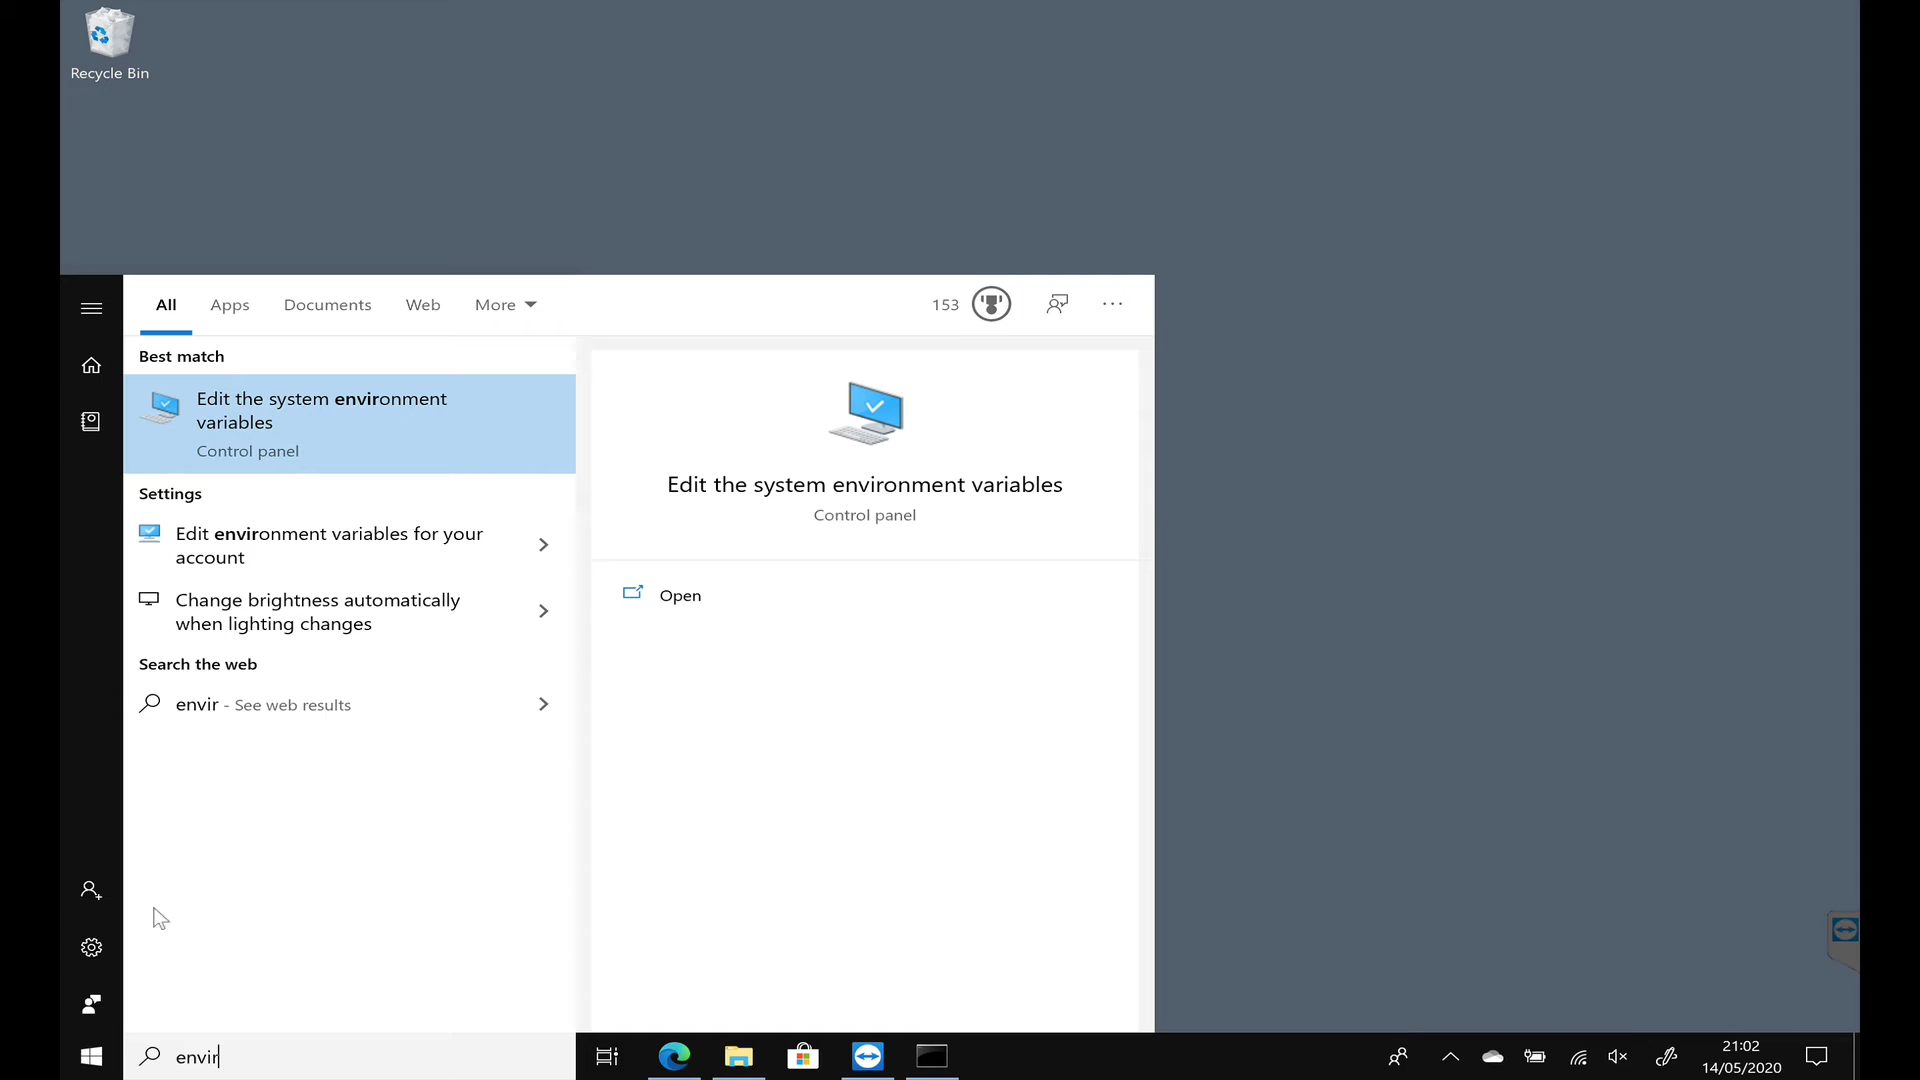 Recycle Bin
All
Apps
Documents
Web
More
153
Best match
Edit the system environment
variables
Control panel
Settings
Edit environment variables for your
account
Change brightness automatically
when lighting changes
Search the web
envir - See web results
Edit the system environment variables
Control panel
Open
envir
21:02
14/05/2020